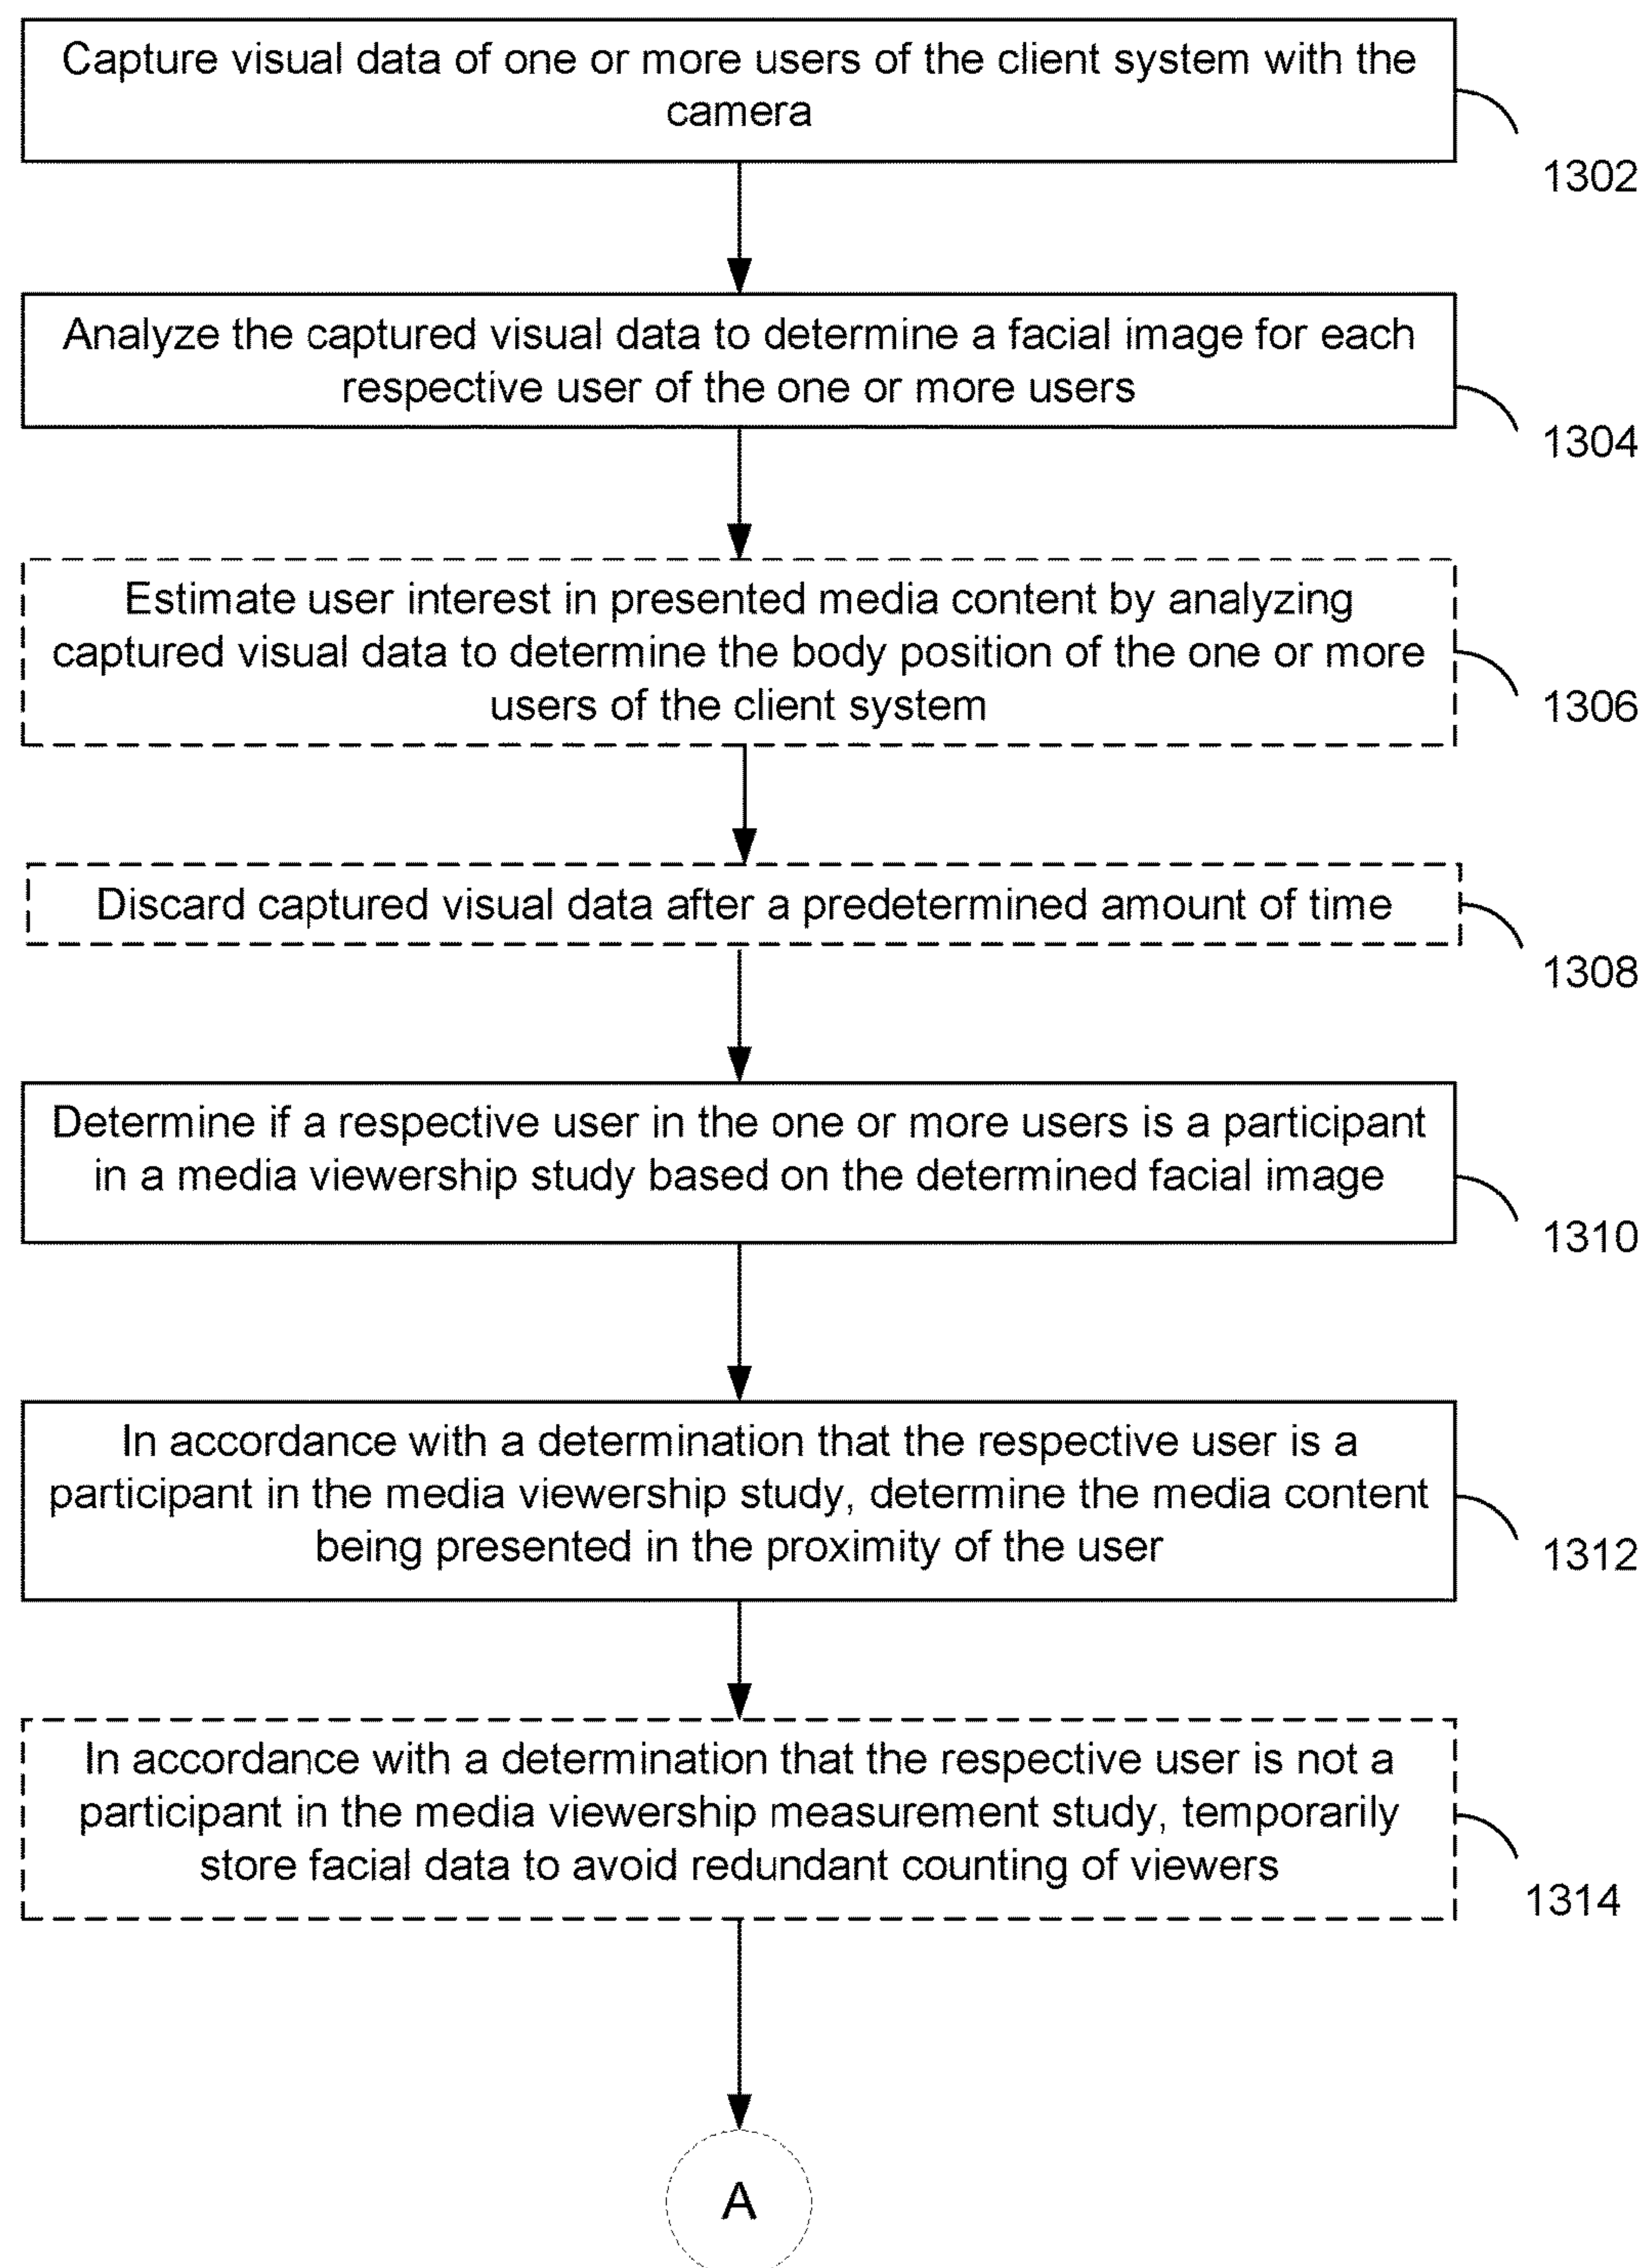 Capture visual data of one or more users of the client system with the
camera
1302
Analyze the captured visual data to determine a facial image for each
respective user of the one or more users
1304
Estimate user interest in presented media content by analyzing
captured visual data to determine the body position of the one or more
users of the client system
1306
Discard captured visual data after a predetermined amount of time
1308
Determine if a respective user in the one or more users is a participant
in a media viewership study based on the determined facial image
1310
In accordance with a determination that the respective user is a
participant in the media viewership study, determine the media content
being presented in the proximity of the user
1312
In accordance with a determination that the respective user is not a
participant in the media viewership measurement study, temporarily
store facial data to avoid redundant counting of viewers
1314
A